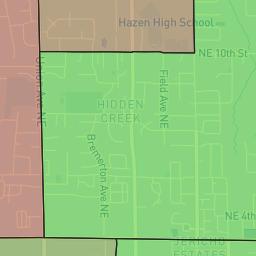 Hazen High School
NE 10th St
Union Ave NE
Field Ave NE
HIDDEN
CREEK
Bremerton Ave NE
NE 4th
JERICHO
ESTATES